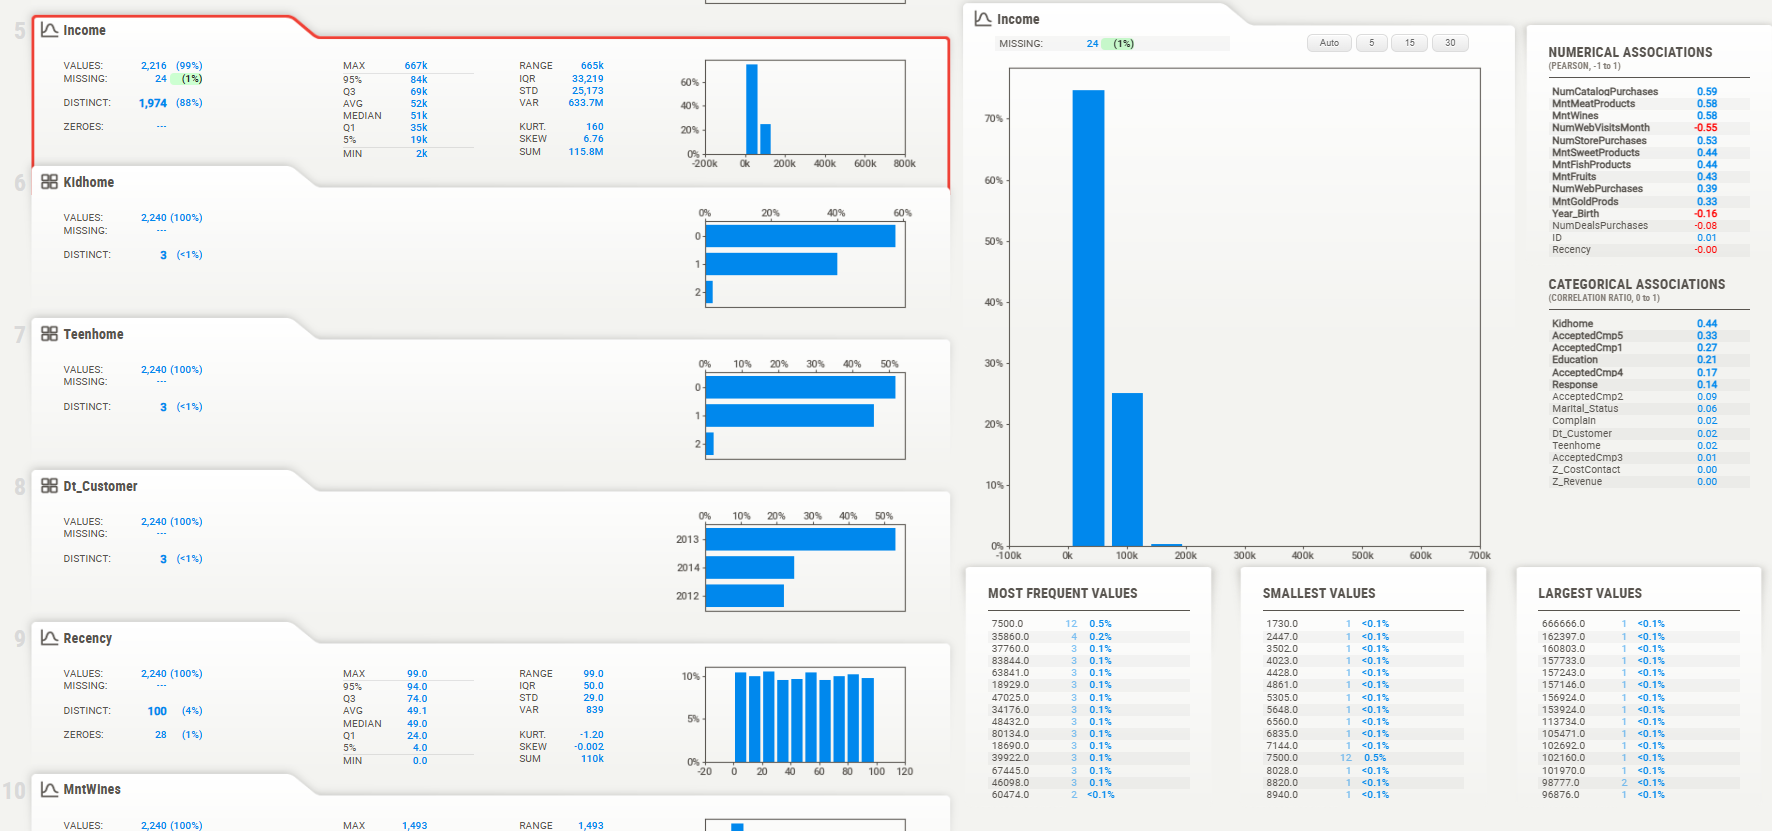 5
Income
VALUES: 2,216 (99%)
MISSING: 24 (1%)
DISTINCT: 1,974 (88%)
ZEROES: ---
MAX 667k
95% 84k
Q3 69k
AVG 52k
MEDIAN 51k
Q1 35k
5% 19k
MIN 2k
RANGE 665k
IQR 33,219
STD 25,173
VAR 633.7M
KURT. 160
SKEW 6.76
SUM 115.8M
60%
40%
20%
0%
-200k 0k 200k 400k 600k 800k
6
Kidhome
VALUES: 2,240 (100%)
MISSING: ---
DISTINCT: 3 (<1%)
0% 20% 40% 60%
0
1
2
7
Teenhome
VALUES: 2,240 (100%)
MISSING: ---
DISTINCT: 3 (<1%)
0% 10% 20% 30% 40% 50%
0
1
2
8
Dt_Customer
VALUES: 2,240 (100%)
MISSING: ---
DISTINCT: 3 (<1%)
0% 10% 20% 30% 40% 50%
2013
2014
2012
9
Recency
VALUES: 2,240 (100%)
MISSING: ---
DISTINCT: 100 (4%)
ZEROES: 28 (1%)
MAX 99.0
95% 94.0
Q3 74.0
AVG 49.1
MEDIAN 49.0
Q1 24.0
5% 4.0
MIN 0.0
RANGE 99.0
IQR 50.0
STD 29.0
VAR 839
KURT. -1.20
SKEW -0.002
SUM 110k
10%
5%
0%
-20 0 20 40 60 80 100 120
10
MntWines
VALUES: 2,240 (100%)
MAX 1,493
RANGE 1,493
Income
MISSING: 24 (1%)
Auto 5 15 30
70%
60%
50%
40%
30%
20%
10%
0%
-100k 0k 100k 200k 300k 400k 500k 600k 700k
NUMERICAL ASSOCIATIONS
(PEARSON, -1 to 1)
NumCatalogPurchases 0.59
MntMeatProducts 0.58
MntWines 0.58
NumWebVisitsMonth -0.55
NumStorePurchases 0.53
MntSweetProducts 0.44
MntFishProducts 0.44
MntFruits 0.43
NumWebPurchases 0.39
MntGoldProds 0.33
Year_Birth -0.16
NumDealsPurchases -0.08
ID 0.01
Recency -0.00
CATEGORICAL ASSOCIATIONS
(CORRELATION RATIO, 0 to 1)
Kidhome 0.44
AcceptedCmp5 0.33
AcceptedCmp1 0.27
Education 0.21
AcceptedCmp4 0.17
Response 0.14
AcceptedCmp2 0.09
Marital_Status 0.06
Complain 0.02
Dt_Customer 0.02
Teenhome 0.02
AcceptedCmp3 0.01
Z_CostContact 0.00
Z_Revenue 0.00
MOST FREQUENT VALUES
7500.0 12 0.5%
35860.0 4 0.2%
37760.0 3 0.1%
83844.0 3 0.1%
63841.0 3 0.1%
18929.0 3 0.1%
47025.0 3 0.1%
34176.0 3 0.1%
48432.0 3 0.1%
80134.0 3 0.1%
18690.0 3 0.1%
39922.0 3 0.1%
67445.0 3 0.1%
46098.0 3 0.1%
60474.0 2 <0.1%
SMALLEST VALUES
1730.0 1 <0.1%
2447.0 1 <0.1%
3502.0 1 <0.1%
4023.0 1 <0.1%
4428.0 1 <0.1%
4861.0 1 <0.1%
5305.0 1 <0.1%
5648.0 1 <0.1%
6560.0 1 <0.1%
6835.0 1 <0.1%
7144.0 1 <0.1%
7500.0 12 0.5%
8028.0 1 <0.1%
8820.0 1 <0.1%
8940.0 1 <0.1%
LARGEST VALUES
666666.0 1 <0.1%
162397.0 1 <0.1%
160803.0 1 <0.1%
157733.0 1 <0.1%
157243.0 1 <0.1%
157146.0 1 <0.1%
156924.0 1 <0.1%
153924.0 1 <0.1%
113734.0 1 <0.1%
105471.0 1 <0.1%
102692.0 1 <0.1%
102160.0 1 <0.1%
101970.0 1 <0.1%
98777.0 2 <0.1%
96876.0 1 <0.1%